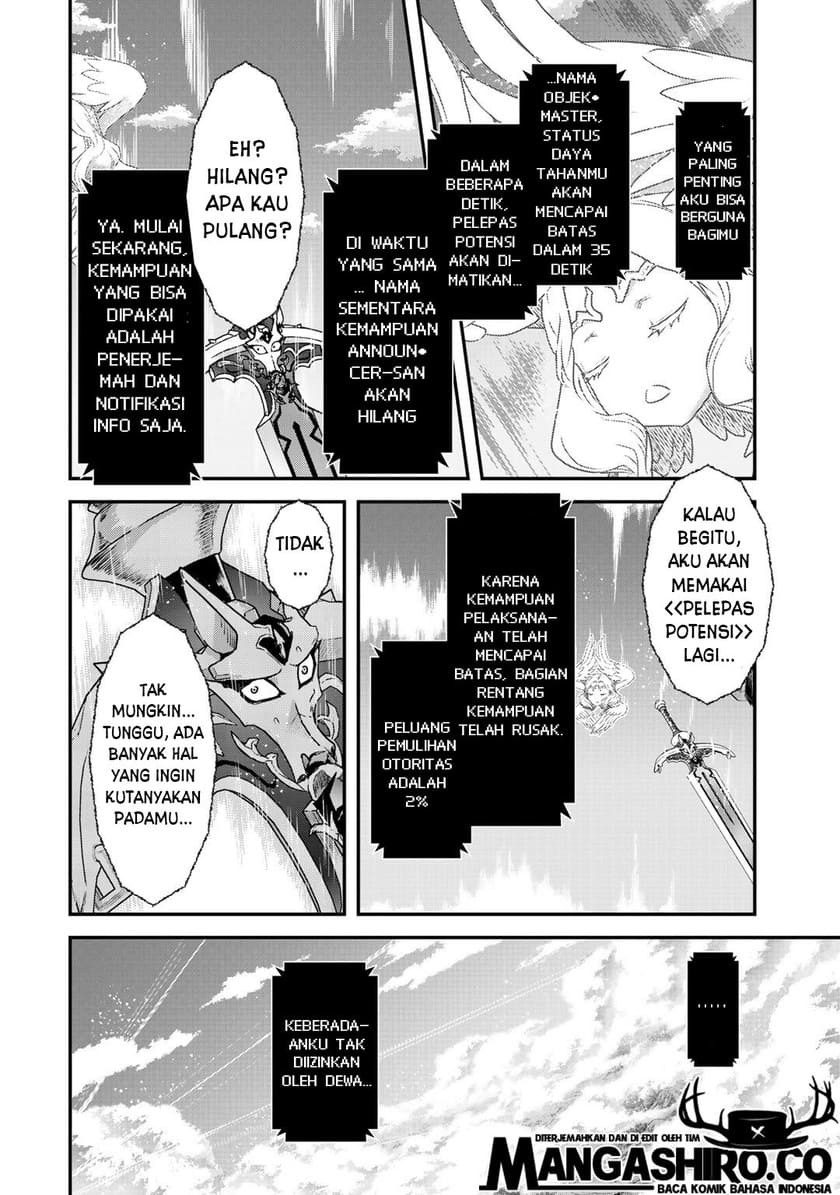 YANG
PALING
PENTING
AKU BISA
BERGUNA
BAGIMU
...NAMA
OBJEK•
MASTER,
STATUS
DAYA
TAHANMU
AKAN
MENCAPAI
BATAS
DALAM 35
DETIK
DALAM
BEBERAPA
DETIK,
PELEPAS
POTENSI
AKAN DI-
MATIKAN...
DI WAKTU
YANG SAMA
... NAMA
SEMENTARA
KEMAMPUAN
ANNOUN•
CER-SAN
AKAN
HILANG
EH?
HILANG?
APA KAU
PULANG?
YA. MULAI
SEKARANG,
KEMAMPUAN
YANG BISA
DIPAKAI
ADALAH
PENERJE-
MAH DAN
NOTIFIKASI
INFO SAJA.
KALAU
BEGITU,
AKU AKAN
MEMAKAI
<<PELEPAS
POTENSI>>
LAGI...
KARENA
KEMAMPUAN
PELAKSANA-
AN TELAH
MENCAPAI
BATAS, BAGIAN
RENTANG
KEMAMPUAN
TELAH RUSAK.
PELUANG
PEMULIHAN
OTORITAS
ADALAH
2%
TIDAK
...
TAK
MUNGKIN...
TUNGGU, ADA
BANYAK HAL
YANG INGIN
KUTANYAKAN
PADAMU...
.....
KEBERADA-
ANKU TAK
DIIZINKAN
OLEH DEWA...
DITERJEMAHKAN DAN DI EDIT OLEH TIM
MANGASHIRO.CO
BACA KOMIK BAHASA INDONESIA